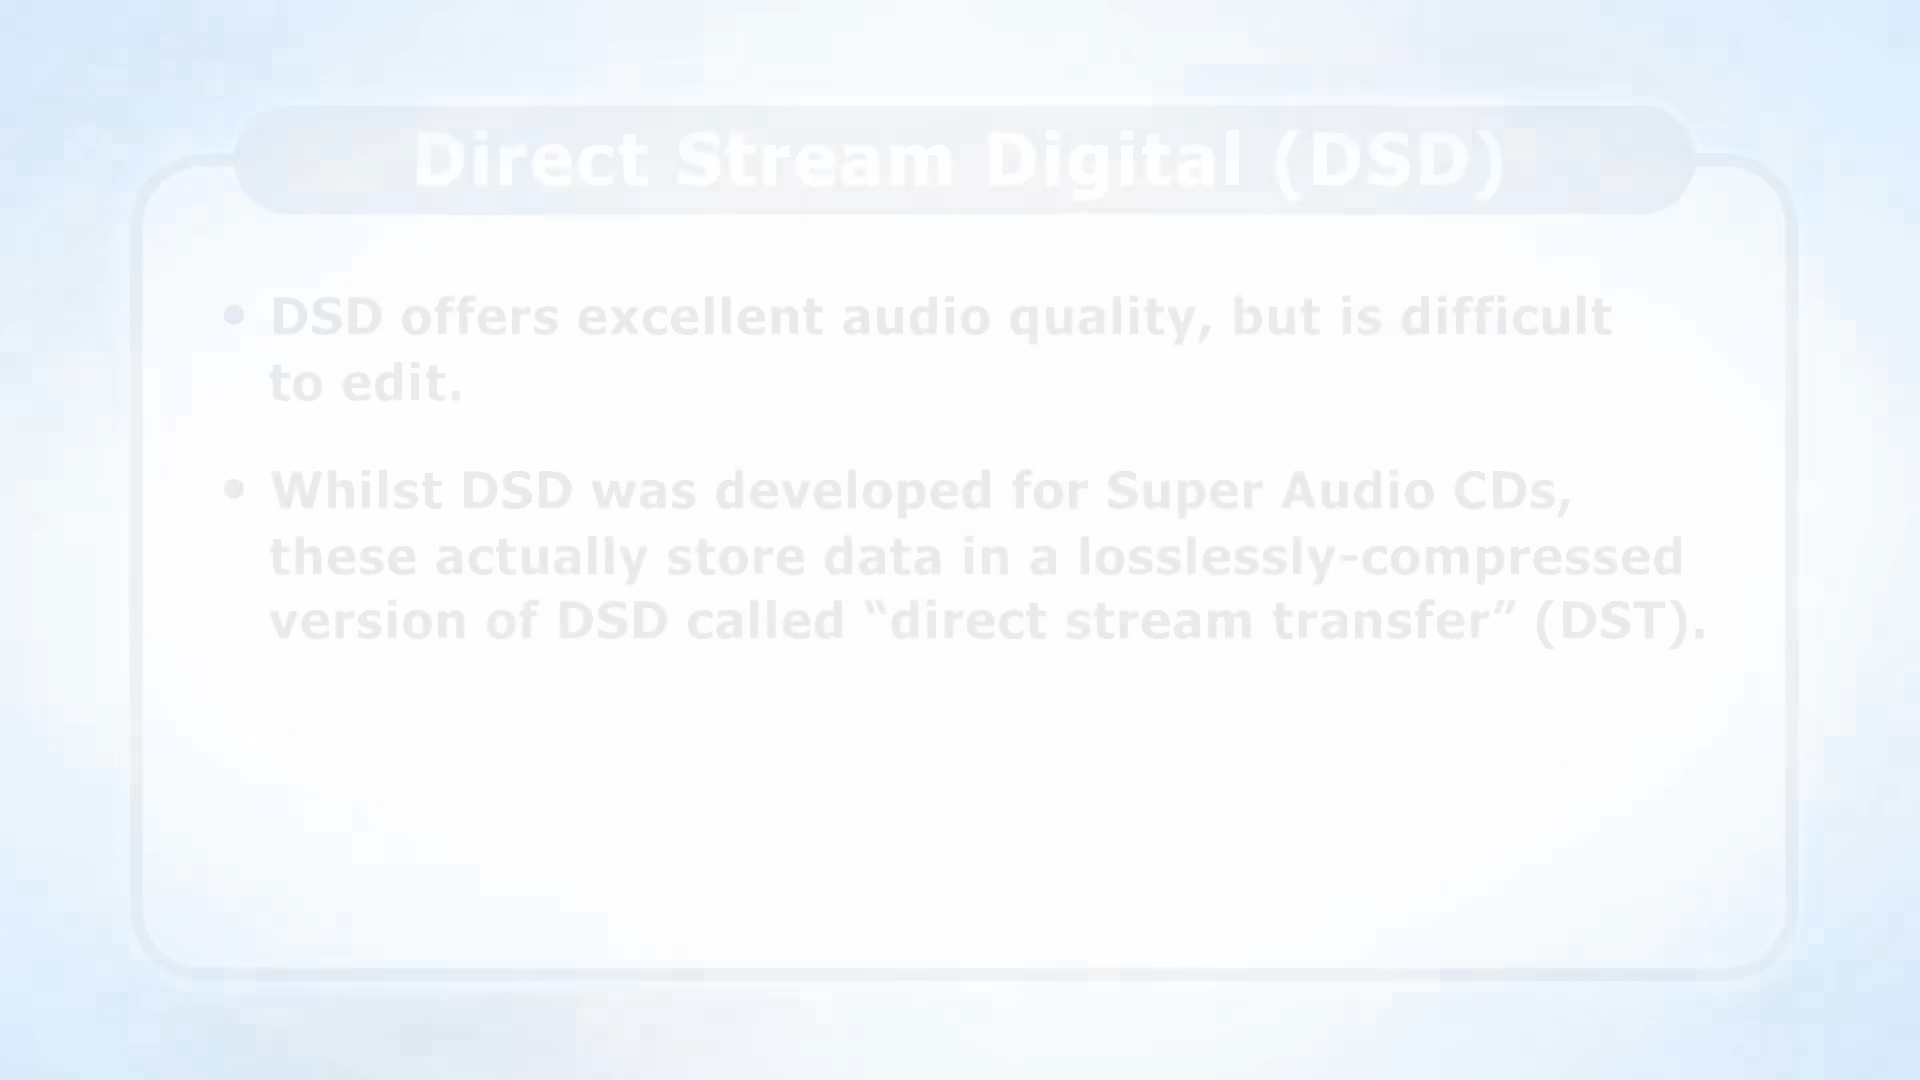 Direct Stream Digital (DSD)
• DSD offers excellent audio quality, but is difficult
to edit.
• Whilst DSD was developed for Super Audio CDs,
these actually store data in a losslessly-compressed
version of DSD called “direct stream transfer” (DST).